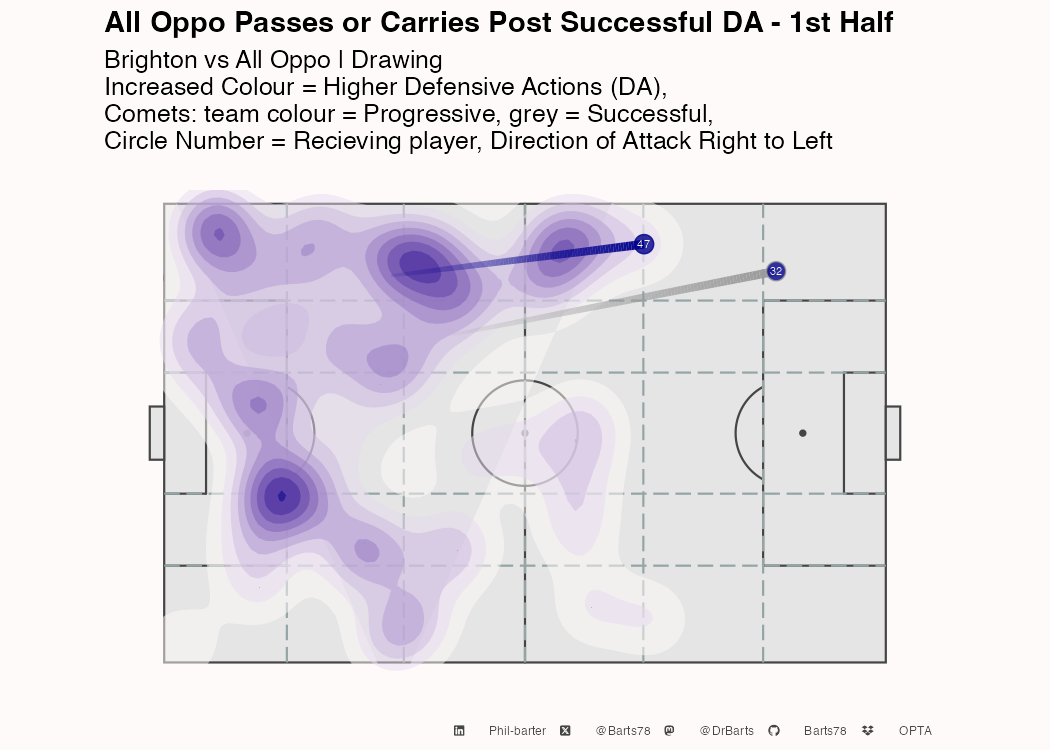 All Oppo Passes or Carries Post Successful DA - 1st Half
Brighton vs All Oppo | Drawing
Increased Colour = Higher Defensive Actions (DA),
Comets: team colour = Progressive, grey = Successful,
Circle Number = Recieving player, Direction of Attack Right to Left
47
32
Phil-barter @Barts78 @DrBarts Barts78 OPTA